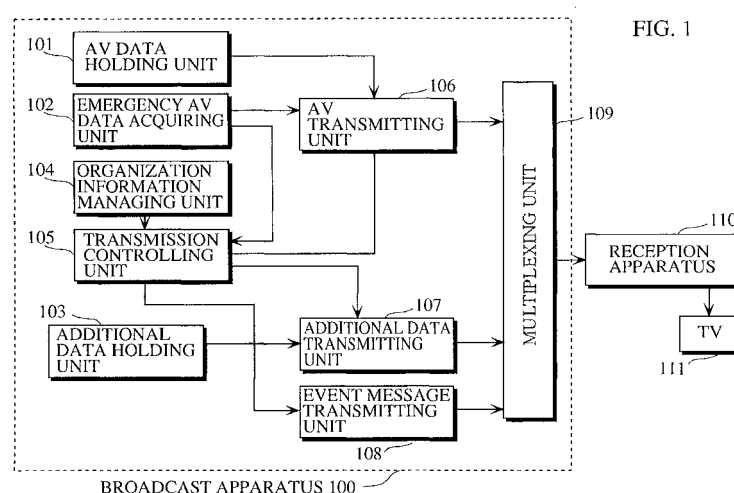 FIG. 1
101
AV DATA
HOLDING UNIT
102
EMERGENCY AV
DATA ACQUIRING
UNIT
104
ORGANIZATION
INFORMATION
MANAGING UNIT
105
TRANSMISSION
CONTROLLING
UNIT
103
ADDITIONAL
DATA HOLDING
UNIT
106
AV
TRANSMITTING
UNIT
107
ADDITIONAL DATA
TRANSMITTING
UNIT
EVENT MESSAGE
TRANSMITTING
UNIT
108
109
MULTIPLEXING UNIT
110
RECEPTION
APPARATUS
TV
111
BROADCAST APPARATUS 100